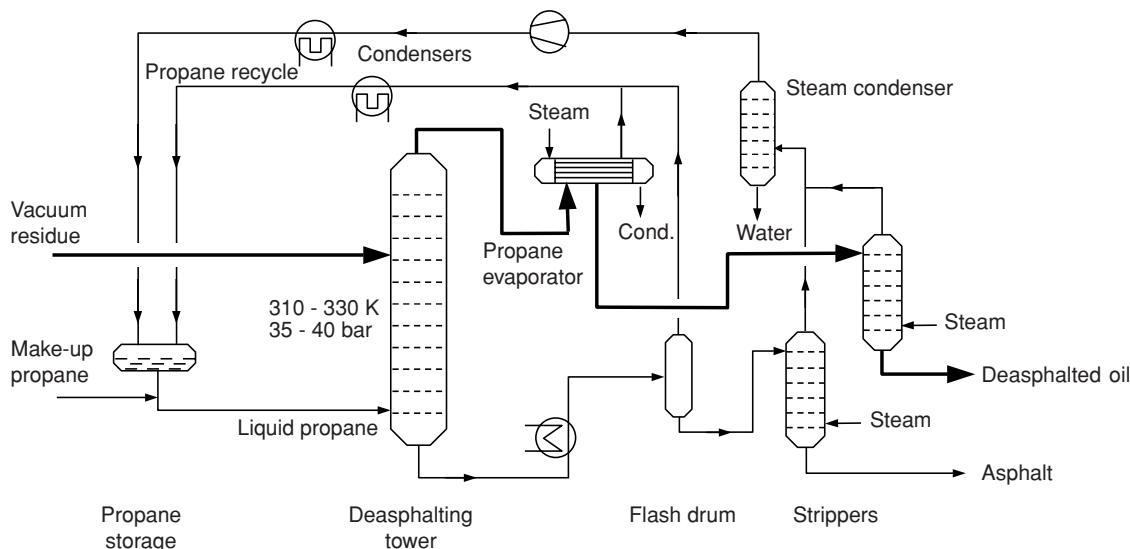 Condensers
Propane recycle
Steam condenser
Steam
Vacuum
residue
Cond.
Water
Propane
evaporator
310 - 330 K
35 - 40 bar
Steam
Make-up
propane
Deasphalted oil
Liquid propane
Steam
Asphalt
Propane
storage
Deasphalting
tower
Flash drum
Strippers